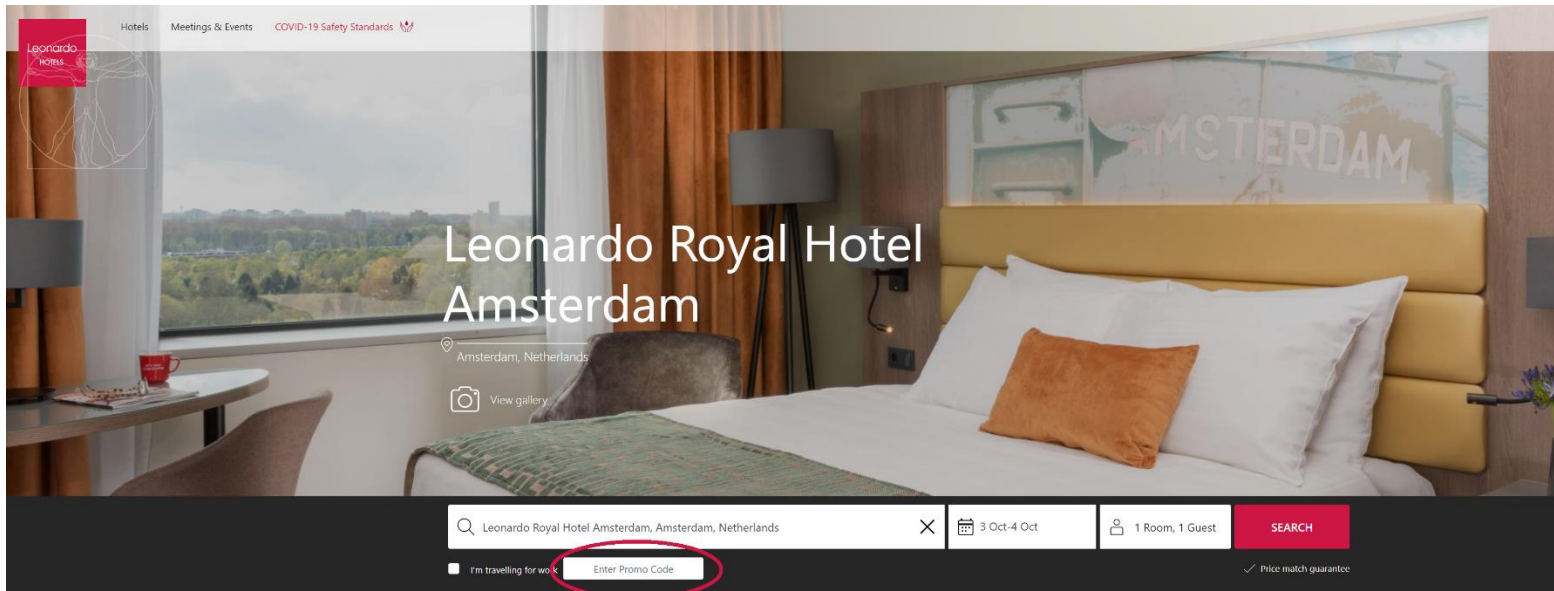 Leonardo
HOTELS
Hotels Meetings & Events COVID-19 Safety Standards
AMSTERDAM
Leonardo Royal Hotel
Amsterdam
Amsterdam, Netherlands
View gallery
Leonardo Royal Hotel Amsterdam, Amsterdam, Netherlands
3 Oct-4 Oct
1 Room, 1 Guest
SEARCH
I'm travelling for work
Enter Promo Code
Price match guarantee